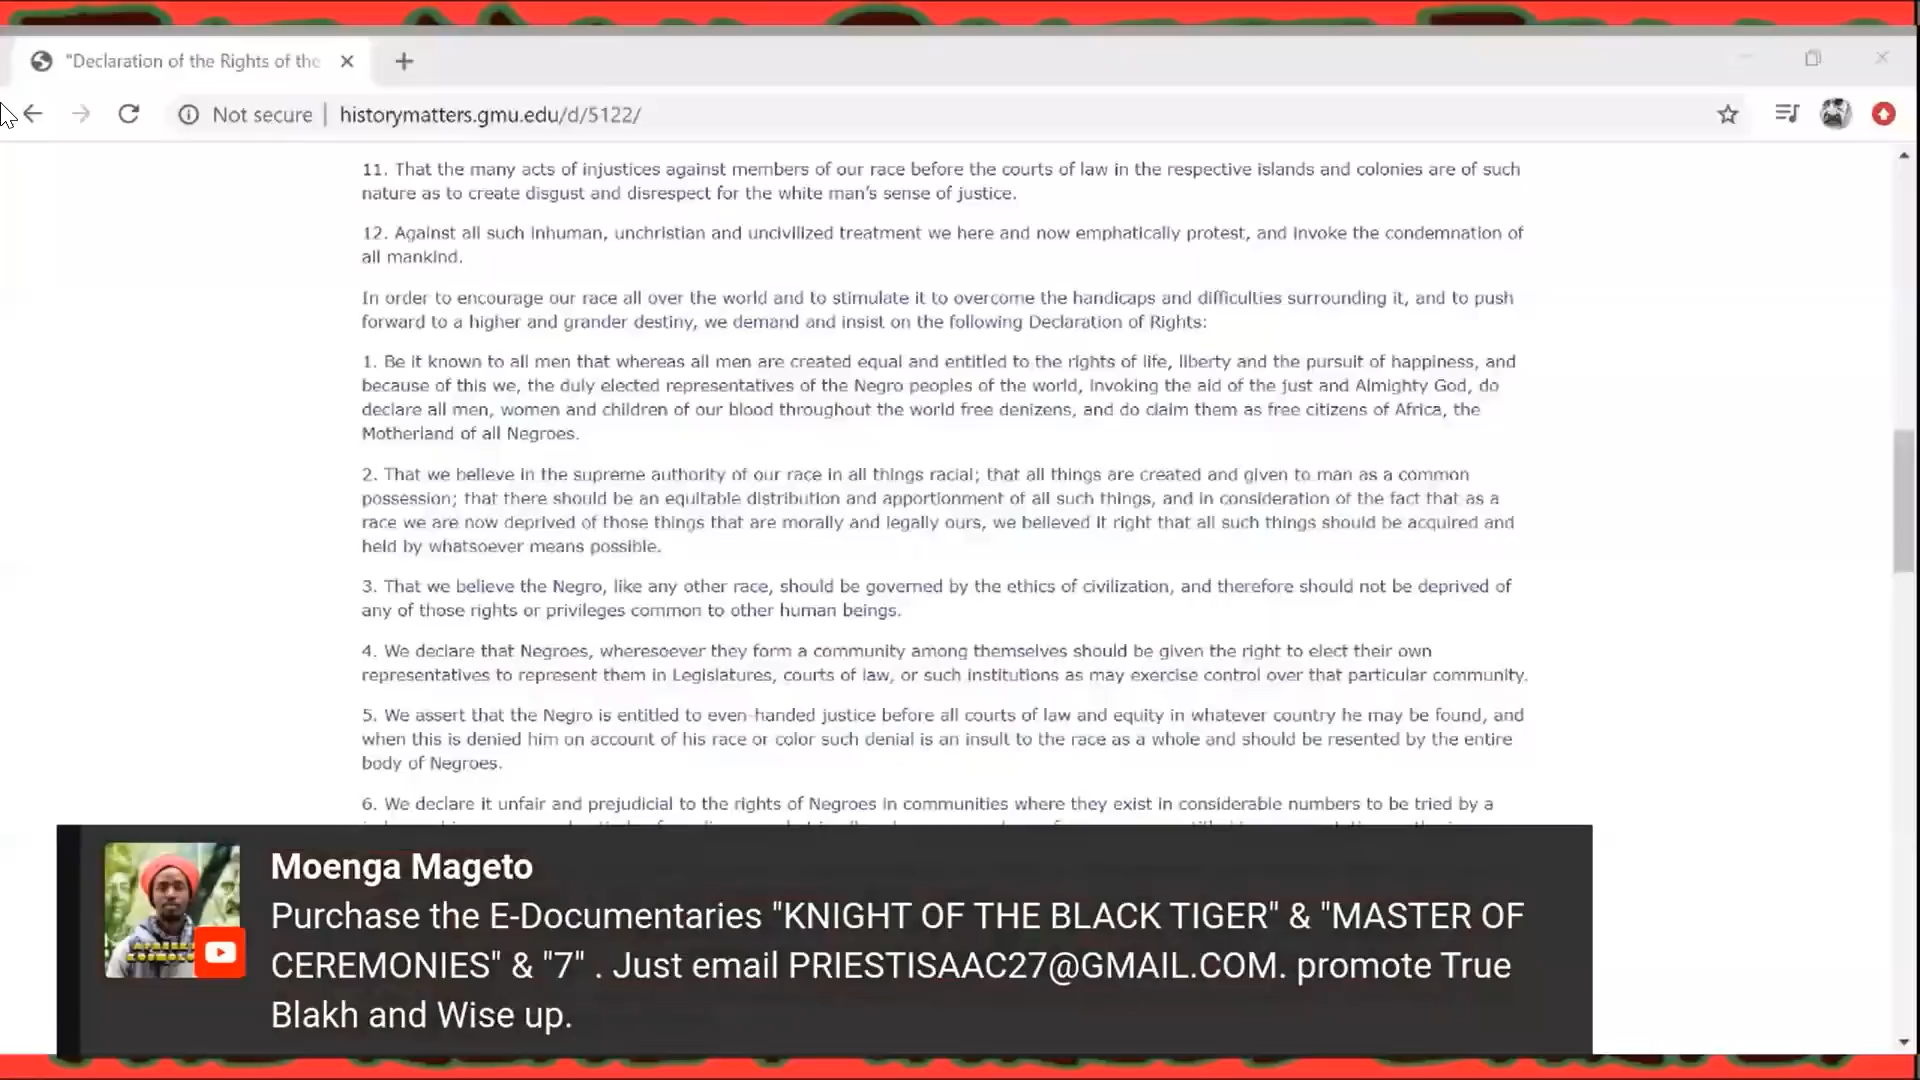 "Declaration of the Rights of the
Not secure | historymatters.gmu.edu/d/5122/
11. That the many acts of injustices against members of our race before the courts of law in the respective islands and colonies are of such
nature as to create disgust and disrespect for the white man's sense of justice.
12. Against all such inhuman, unchristian and uncivilized treatment we here and now emphatically protest, and invoke the condemnation of
all mankind.
In order to encourage our race all over the world and to stimulate it to overcome the handicaps and difficulties surrounding it, and to push
forward to a higher and grander destiny, we demand and insist on the following Declaration of Rights:
1. Be it known to all men that whereas all men are created equal and entitled to the rights of life, liberty and the pursuit of happiness, and
because of this we, the duly elected representatives of the Negro peoples of the world, invoking the aid of the just and Almighty God, do
declare all men, women and children of our blood throughout the world free denizens, and do claim them as free citizens of Africa, the
Motherland of all Negroes.
2. That we believe in the supreme authority of our race in all things racial; that all things are created and given to man as a common
possession; that there should be an equitable distribution and apportionment of all such things, and in consideration of the fact that as a
race we are now deprived of those things that are morally and legally ours, we believed it right that all such things should be acquired and
held by whatsoever means possible.
3. That we believe the Negro, like any other race, should be governed by the ethics of civilization, and therefore should not be deprived of
any of those rights or privileges common to other human beings.
4. We declare that Negroes, wheresoever they form a community among themselves should be given the right to elect their own
representatives to represent them in Legislatures, courts of law, or such institutions as may exercise control over that particular community.
5. We assert that the Negro is entitled to even-handed justice before all courts of law and equity in whatever country he may be found, and
when this is denied him on account of his race or color such denial is an insult to the race as a whole and should be resented by the entire
body of Negroes.
6. We declare it unfair and prejudicial to the rights of Negroes in communities where they exist in considerable numbers to be tried by a
Moenga Mageto
Purchase the E-Documentaries "KNIGHT OF THE BLACK TIGER" & "MASTER OF
CEREMONIES" & "7" . Just email PRIESTISAAC27@GMAIL.COM. promote True
Blakh and Wise up.